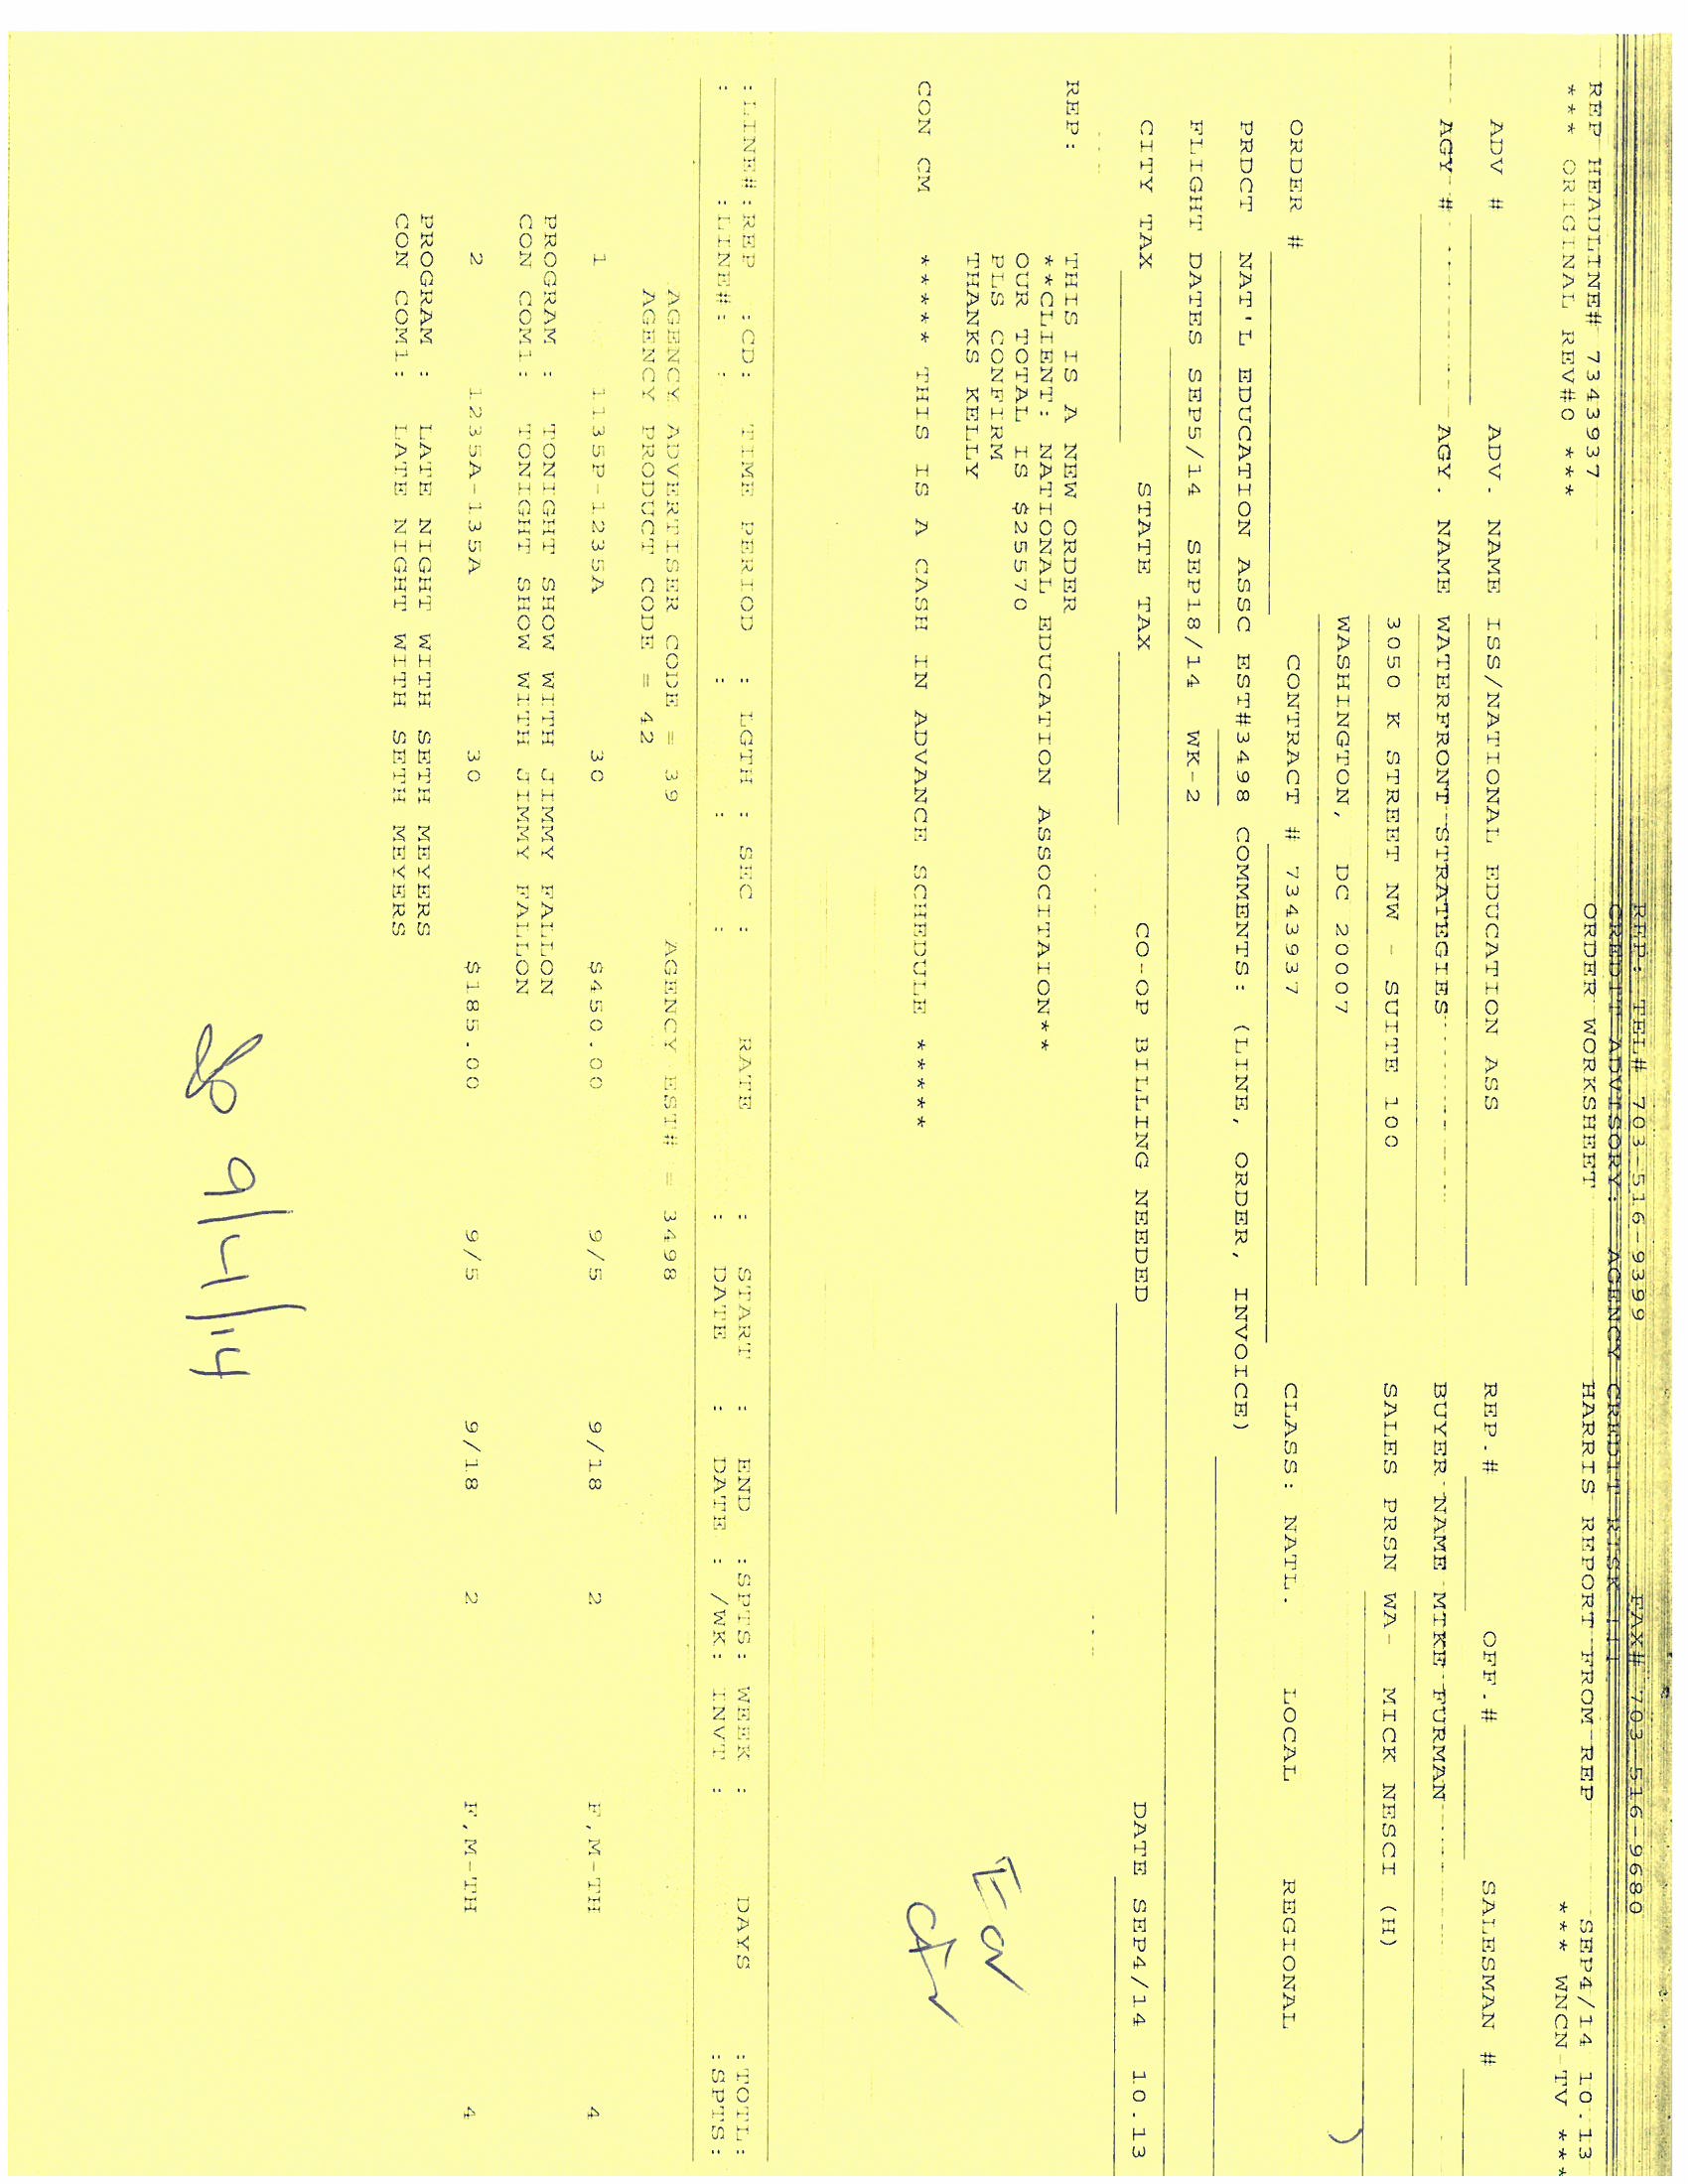 REP: TEL# 703-516-9399 FAX# 703-516-9680
CREDIT ADVISORY: AGENCY CREDIT RISK
ORDER WORKSHEET HARRIS REPORT FROM REP SEP4/14 10.13
REP HEADLINE# 7343937 *** WNCN-TV ***
*** ORIGINAL REV#0 ***
ADV # ADV. NAME ISS/NATIONAL EDUCATION ASS REP.# OFF.# SALESMAN #
AGY # AGY. NAME WATERFRONT STRATEGIES BUYER NAME MIKE FURMAN
3050 K STREET NW - SUITE 100 SALES PRSN WA- MICK NESCI (H)
WASHINGTON, DC 20007
ORDER # CONTRACT # 7343937 CLASS: NATL. LOCAL REGIONAL
PRDCT NAT'L EDUCATION ASSC EST#3498 COMMENTS: (LINE, ORDER, INVOICE)
FLIGHT DATES SEP5/14 SEP18/14 WK-2
CITY TAX STATE TAX CO-OP BILLING NEEDED DATE SEP4/14 10.13
REP: THIS IS A NEW ORDER
**CLIENT: NATIONAL EDUCATION ASSOCITAION**
OUR TOTAL IS $25570
PLS CONFIRM
THANKS KELLY
CON CM ***** THIS IS A CASH IN ADVANCE SCHEDULE *****
:LINE#:REP :CD: TIME PERIOD : LGTH : SEC : RATE : START : END :SPTS: WEEK : DAYS :TOTL:
: :LINE#: : : : : : DATE : DATE : /WK: INVT : :SPTS:
AGENCY ADVERTISER CODE = 39 AGENCY EST# = 3498
AGENCY PRODUCT CODE = 42
1 1135P-1235A 30 $450.00 9/5 9/18 2 F,M-TH 4
PROGRAM : TONIGHT SHOW WITH JIMMY FALLON
CON COM1: TONIGHT SHOW WITH JIMMY FALLON
2 1235A-135A 30 $185.00 9/5 9/18 2 F,M-TH 4
PROGRAM : LATE NIGHT WITH SETH MEYERS
CON COM1: LATE NIGHT WITH SETH MEYERS
9/4/14